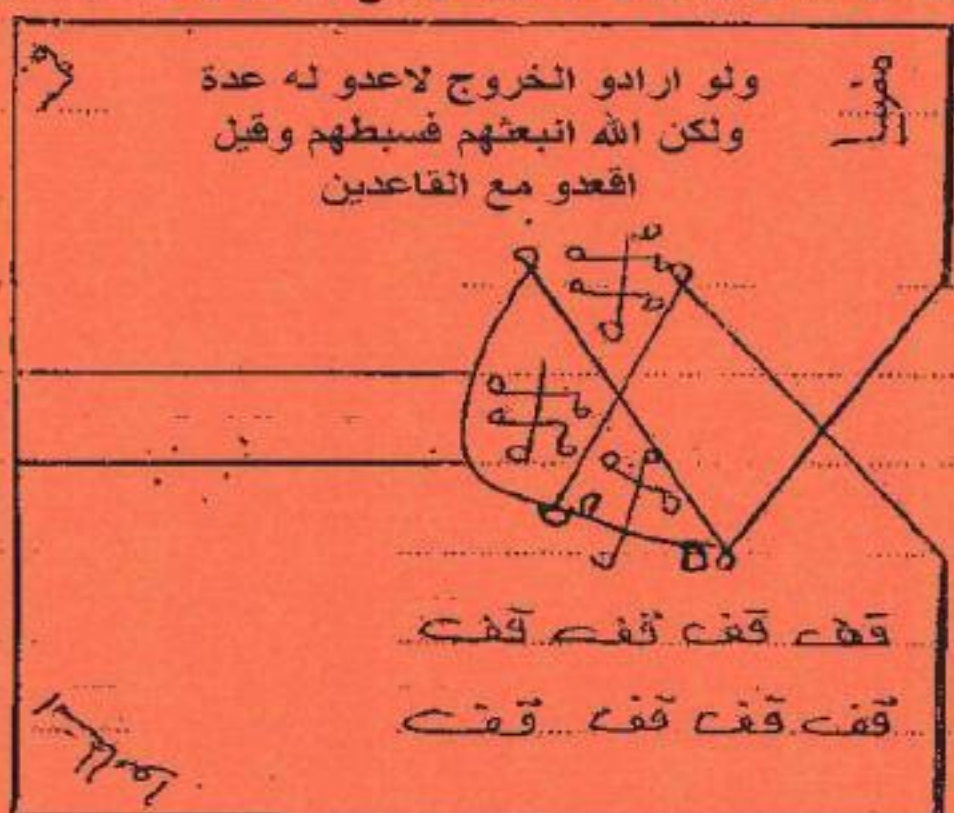 ولو ارادو الخروج لاعدو له عدة
ولكن الله انبعثهم فسبطهم وقيل
اقعدو مع القاعدين
قف قف قف قف
قف قف قف قف